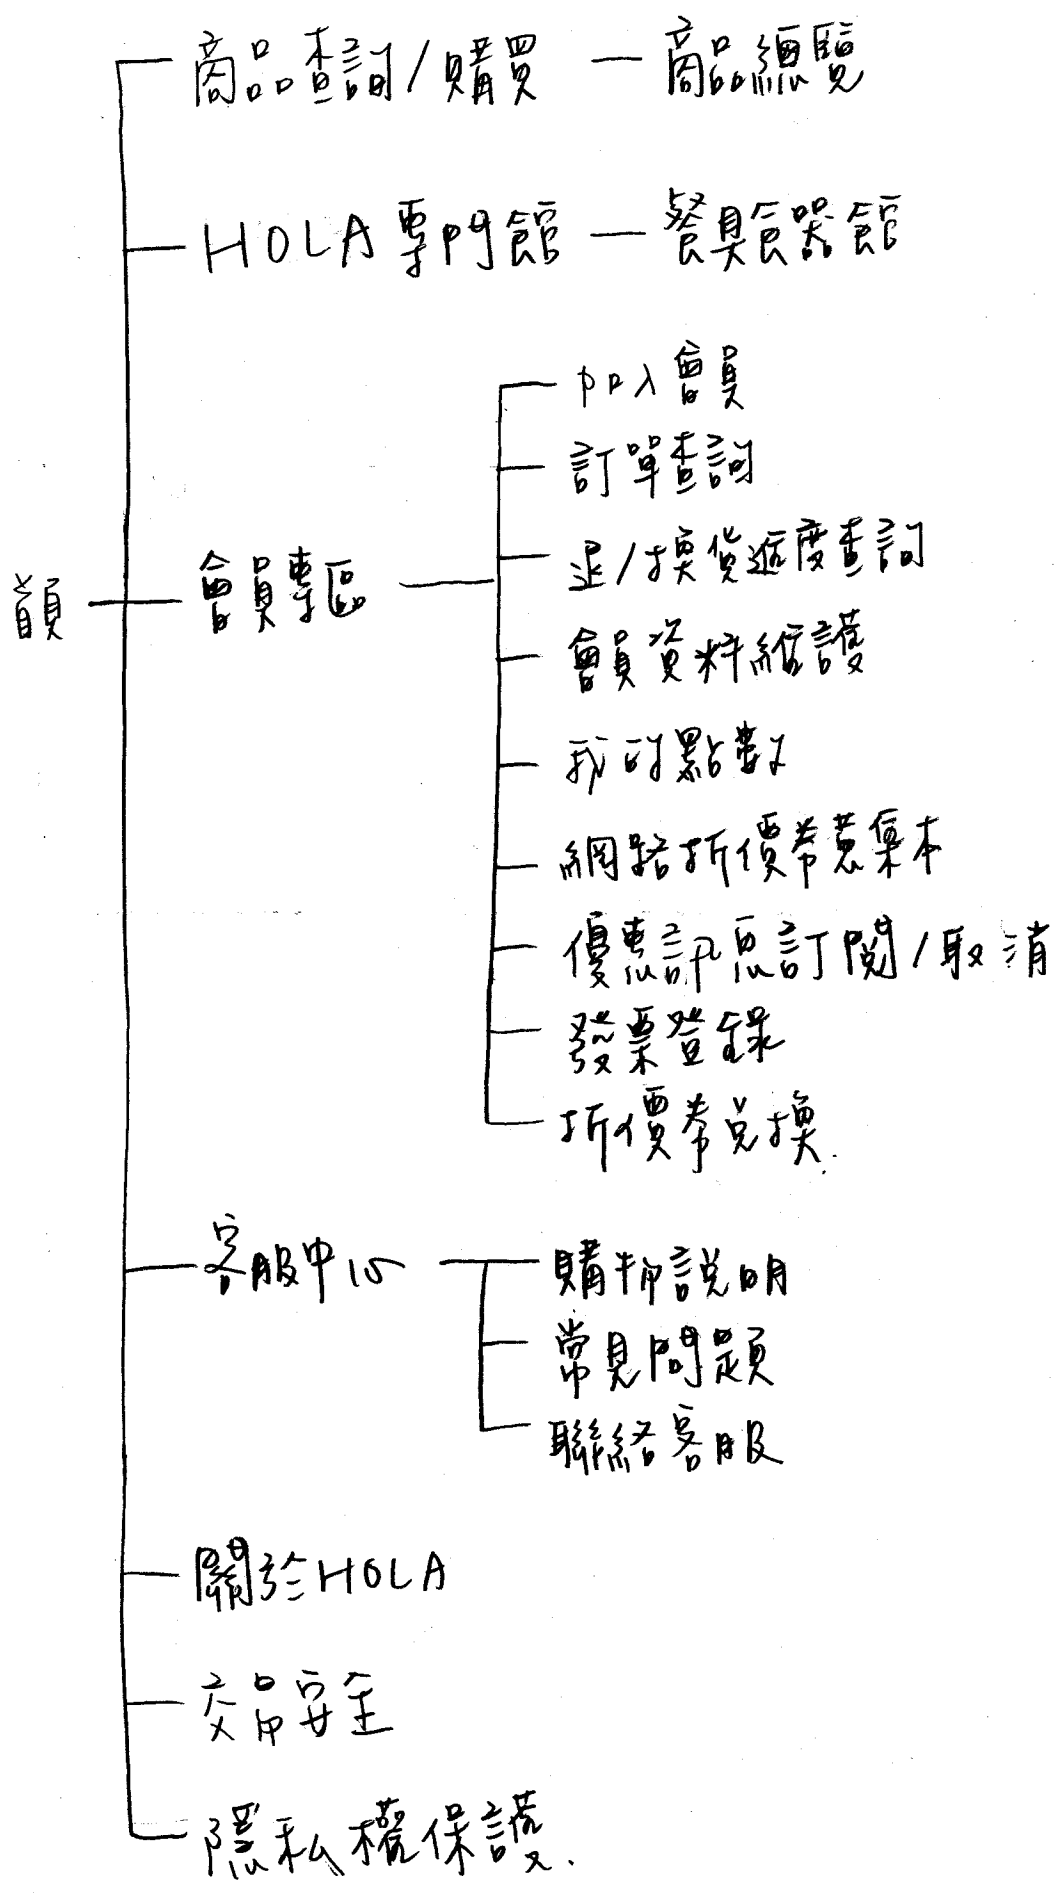 商品查詢/購買 — 商品總覽
HOLA專門館 — 餐具食器館
首頁
會員專區
加入會員
訂單查詢
退/換貨進度查詢
會員資料維護
我的點數
網路折價券蒐集本
優惠訊息訂閱/取消
發票登錄
折價券兌換
客服中心
購物說明
常見問題
聯絡客服
關於HOLA
交易安全
隱私權保護.